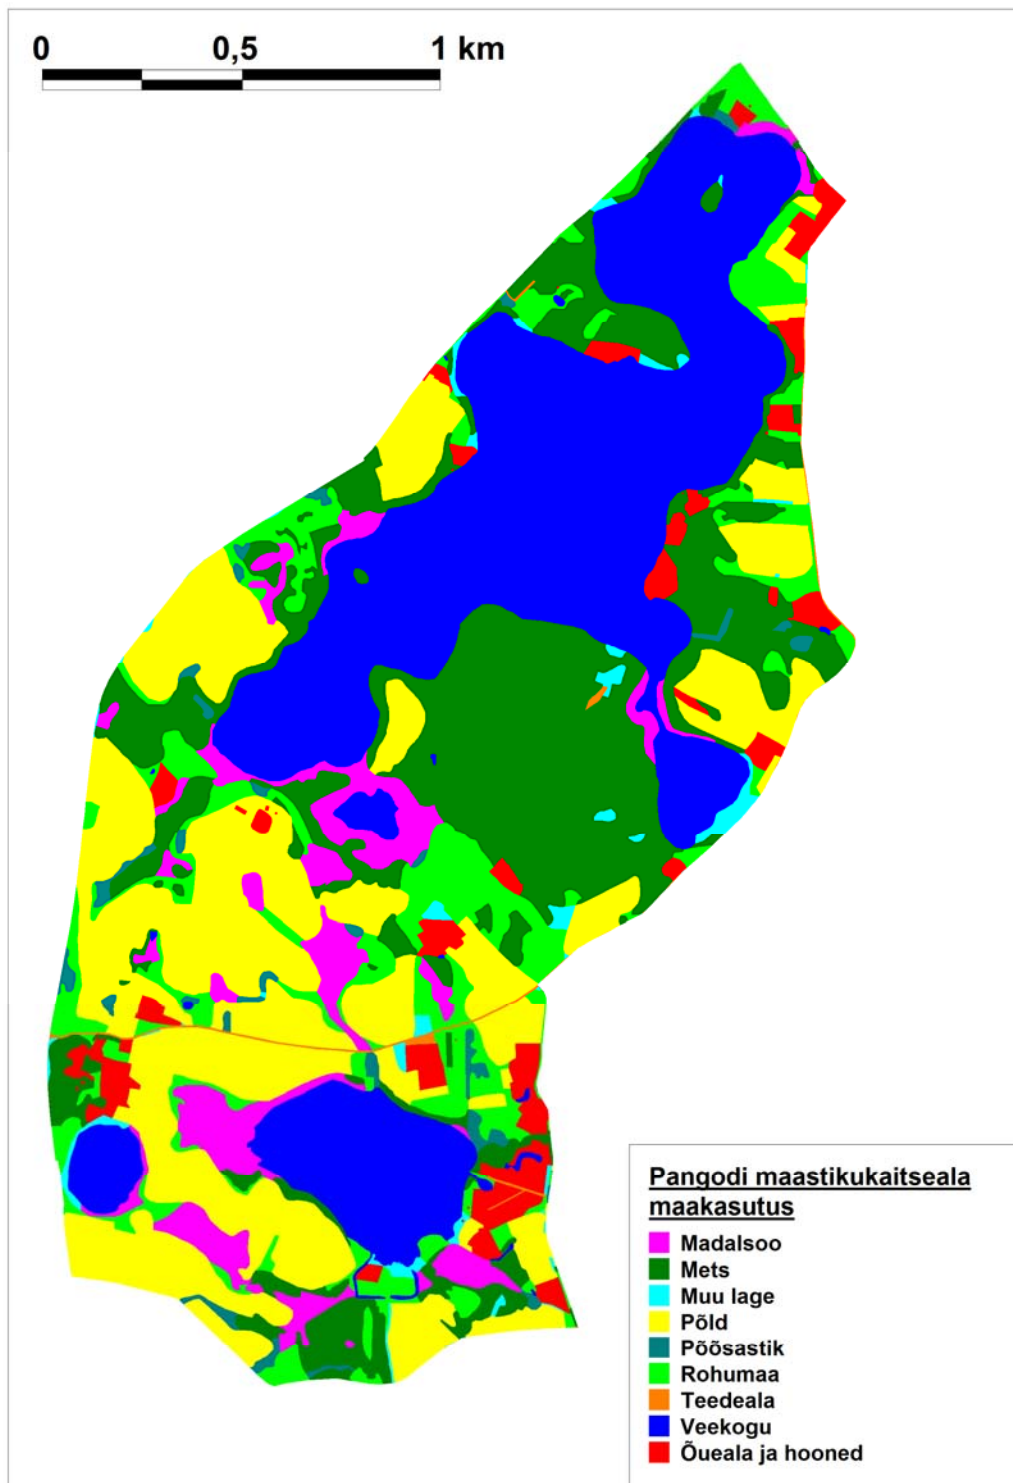 0 0,5 1 km
Pangodi maastikukaitseala
maakasutus
Madalsoo
Mets
Muu lage
Põld
Põõsastik
Rohumaa
Teedeala
Veekogu
Õueala ja hooned